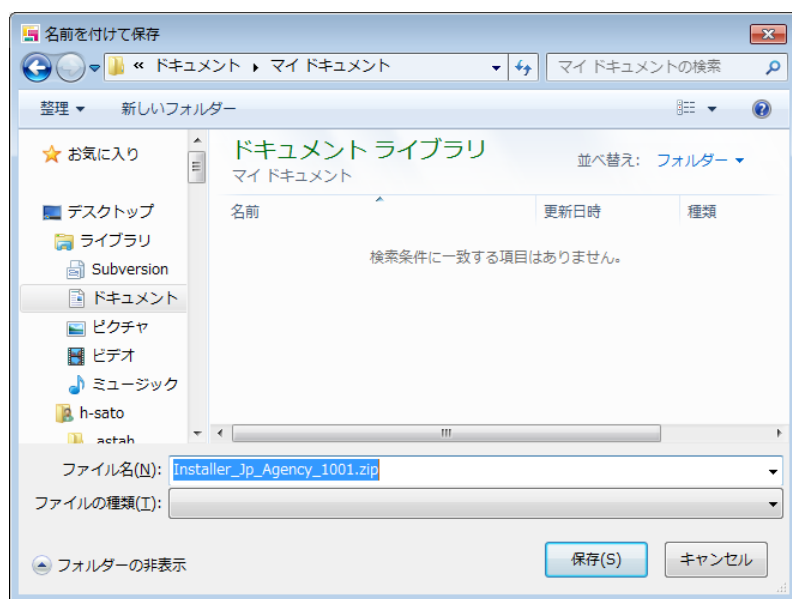 名前を付けて保存
« ドキュメント マイ ドキュメント マイ ドキュメントの検索
整理 新しいフォルダー
お気に入り
デスクトップ
ライブラリ
Subversion
ドキュメント
ピクチャ
ビデオ
ミュージック
h-sato
.astah
ドキュメント ライブラリ
マイ ドキュメント
並べ替え: フォルダー
名前 更新日時 種類
検索条件に一致する項目はありません。
ファイル名(N): Installer_Jp_Agency_1001.zip
ファイルの種類(T):
フォルダーの非表示 保存(S) キャンセル